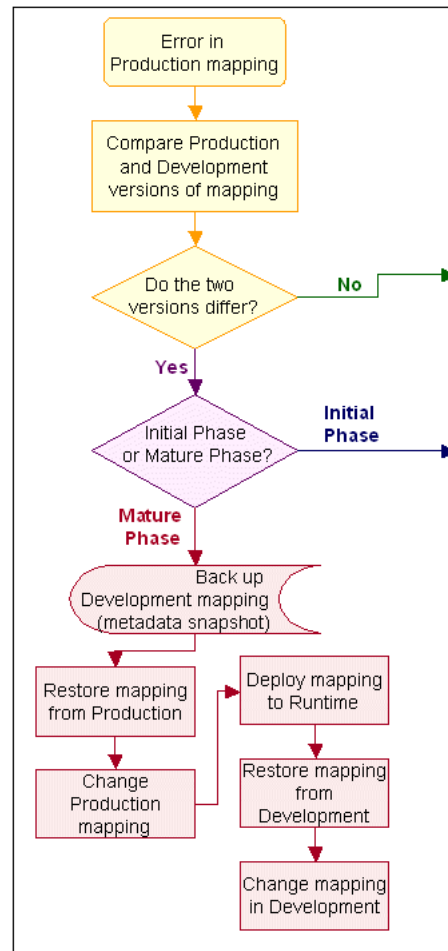 Error in
Production mapping
Compare Production
and Development
versions of mapping
Do the two
versions differ?
No
Yes
Initial Phase
or Mature Phase?
Initial
Phase
Mature
Phase
Back up
Development mapping
(metadata snapshot)
Restore mapping
from Production
Change
Production
mapping
Deploy mapping
to Runtime
Restore mapping
from
Development
Change mapping
in Development